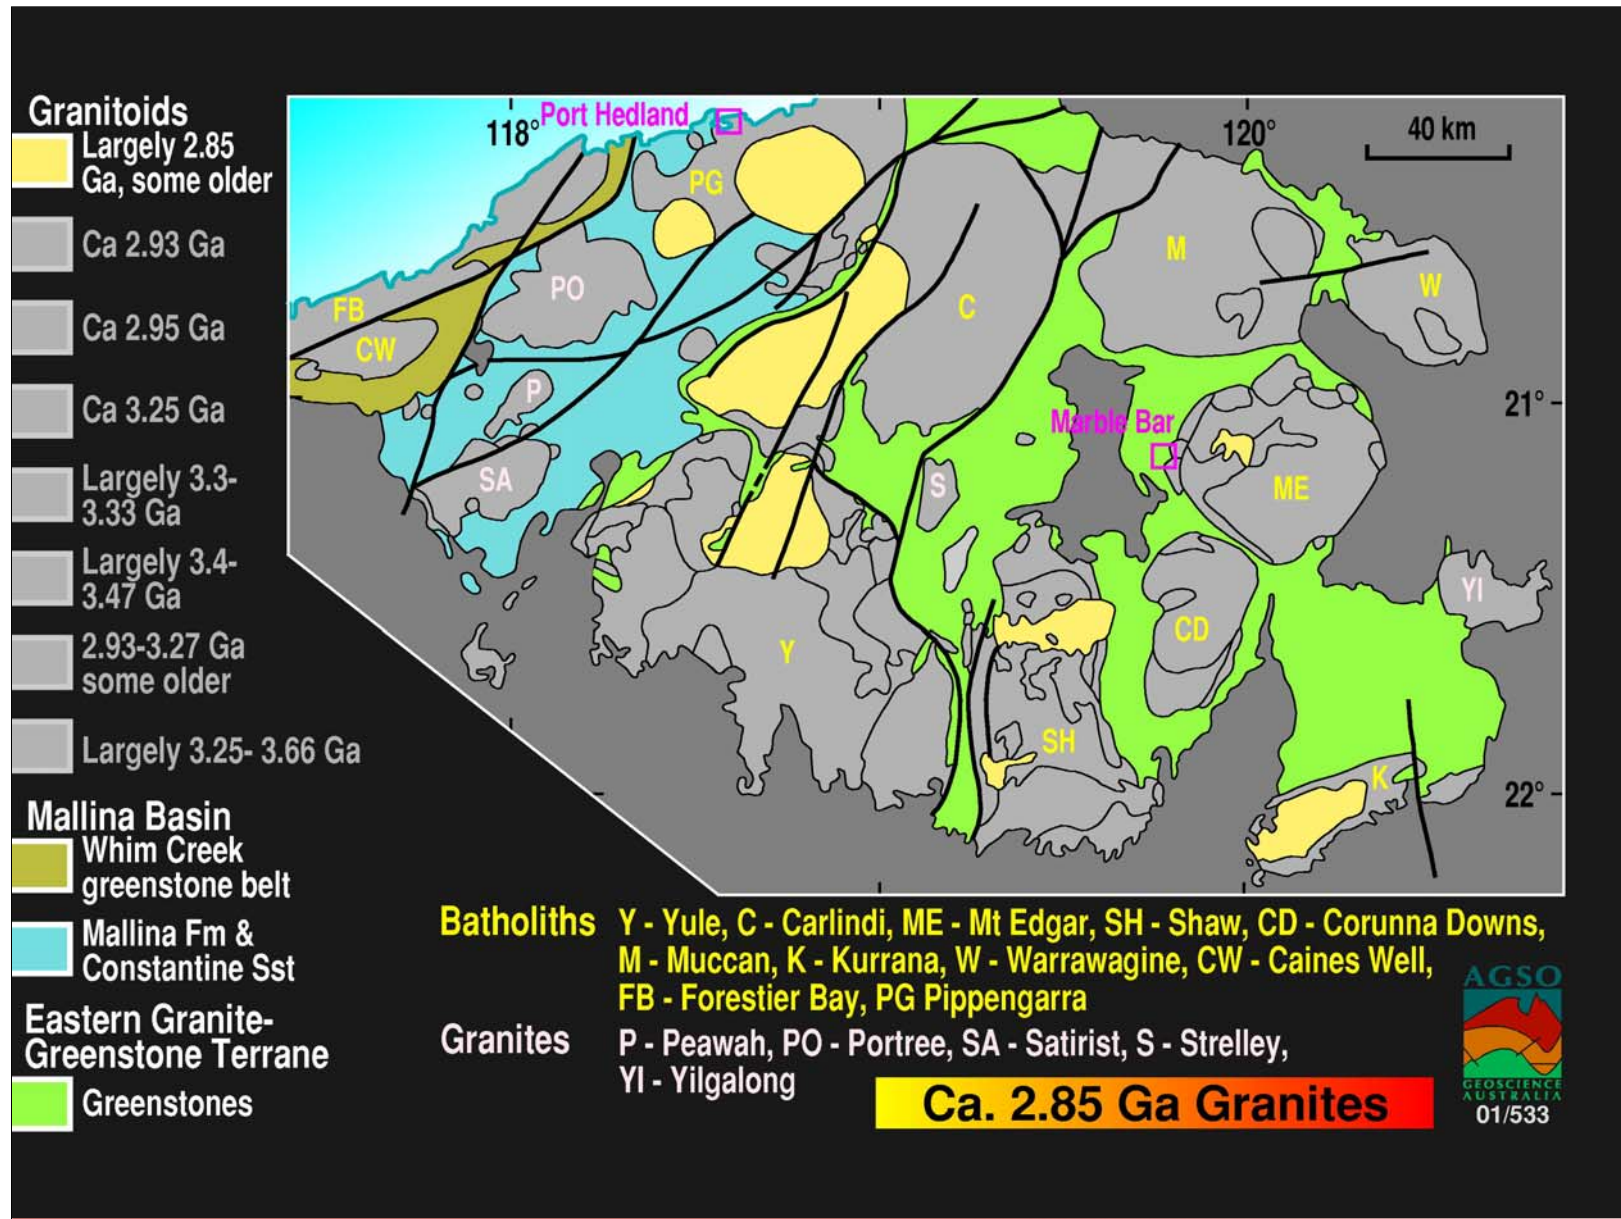 Granitoids
Largely 2.85
Ga, some older
Ca 2.93 Ga
Ca 2.95 Ga
Ca 3.25 Ga
Largely 3.3-
3.33 Ga
Largely 3.4-
3.47 Ga
2.93-3.27 Ga
some older
Largely 3.25- 3.66 Ga
Mallina Basin
Whim Creek
greenstone belt
Mallina Fm &
Constantine Sst
Eastern Granite-
Greenstone Terrane
Greenstones
118°
Port Hedland
120°
40 km
PG
M
PO
W
FB
C
CW
P
21°
Marble Bar
SA
S
ME
YI
CD
Y
SH
K
22°
Batholiths
Y - Yule, C - Carlindi, ME - Mt Edgar, SH - Shaw, CD - Corunna Downs,
M - Muccan, K - Kurrana, W - Warrawagine, CW - Caines Well,
FB - Forestier Bay, PG Pippengarra
Granites
P - Peawah, PO - Portree, SA - Satirist, S - Strelley,
YI - Yilgalong
Ca. 2.85 Ga Granites
AGSO
GEOSCIENCE
AUSTRALIA
01/533